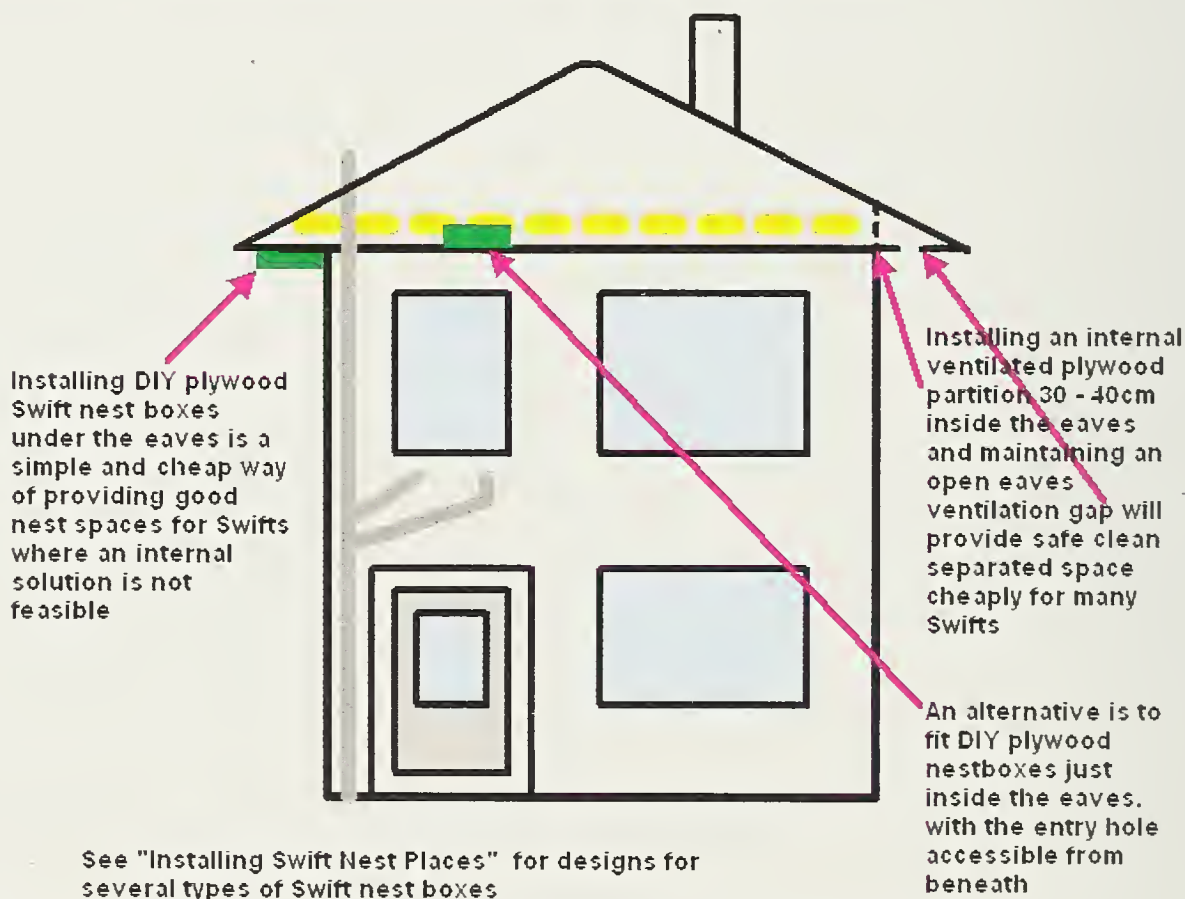 Installing DIY plywood
Swift nest boxes
under the eaves is a
simple and cheap way
of providing good
nest spaces for Swifts
where an internal
solution is not
feasible
Installing an internal
ventilated plywood
partition 30 - 40cm
inside the eaves
and maintaining an
open eaves
ventilation gap will
provide safe clean
separated space
cheaply for many
Swifts
An alternative is to
fit DIY plywood
nestboxes just
inside the eaves.
with the entry hole
accessible from
beneath
See "Installing Swift Nest Places" for designs for
several types of Swift nest boxes